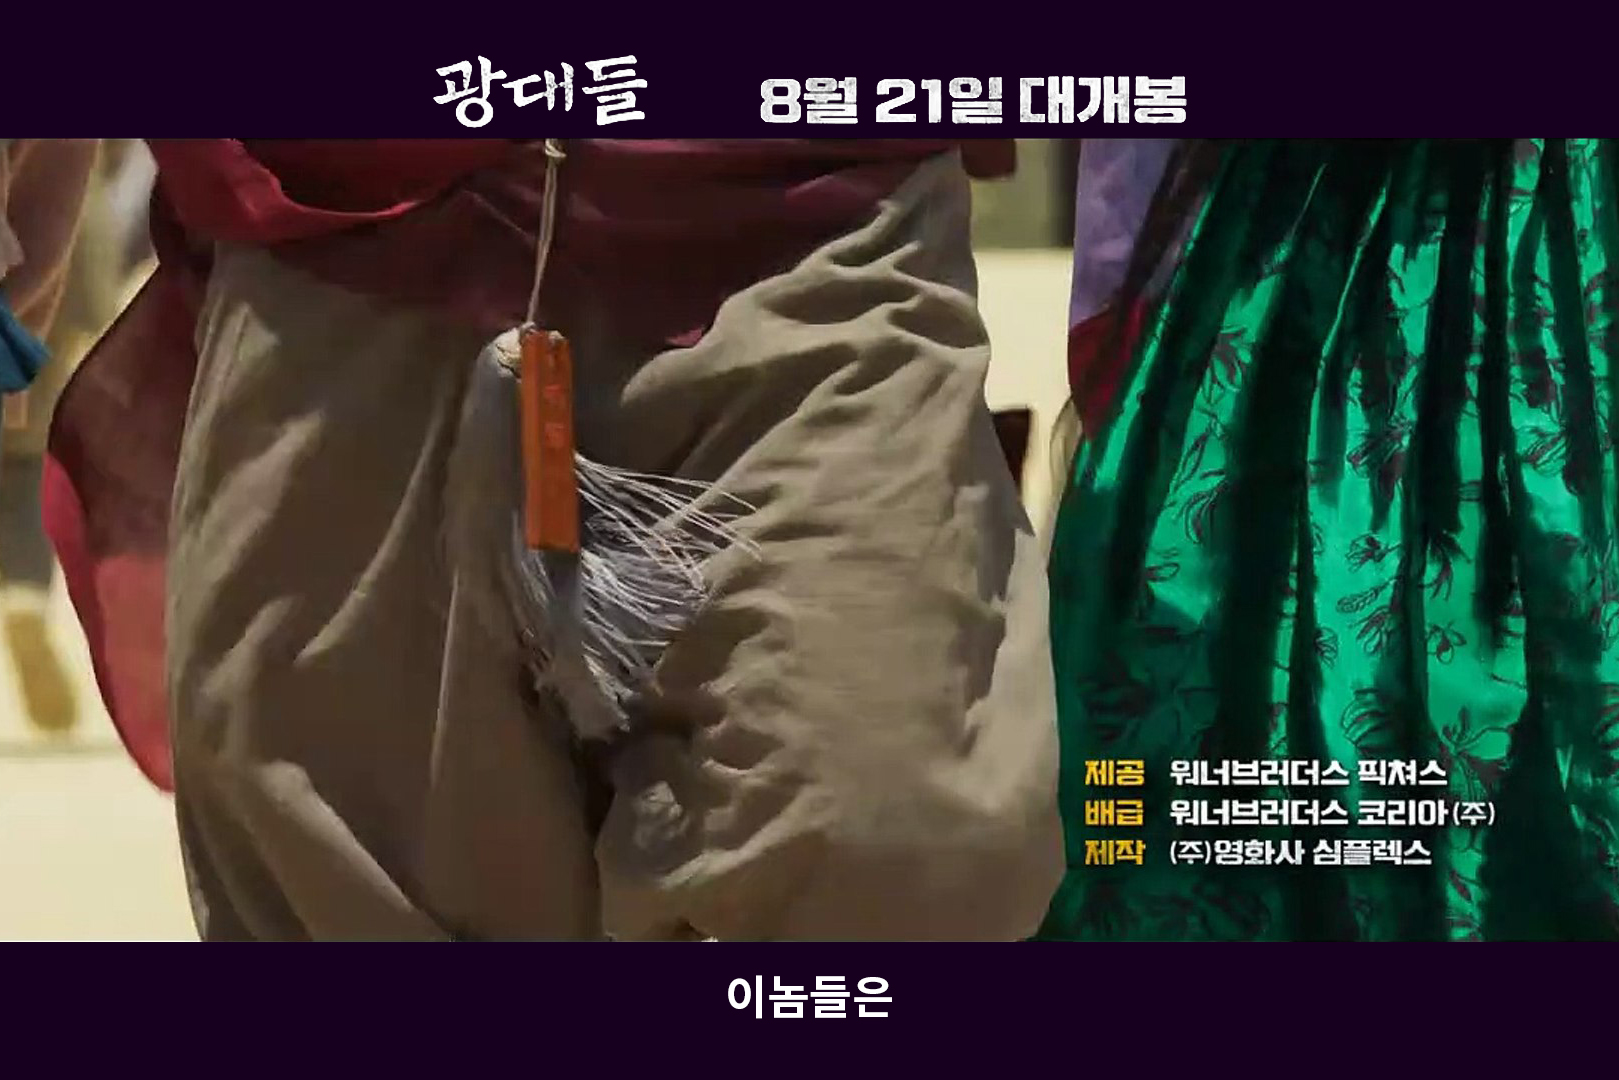 광대들 8월 21일 대개봉
제공 워너브러더스 픽쳐스
배급 워너브러더스 코리아(주)
제작 (주)영화사 심플렉스
이놈들은